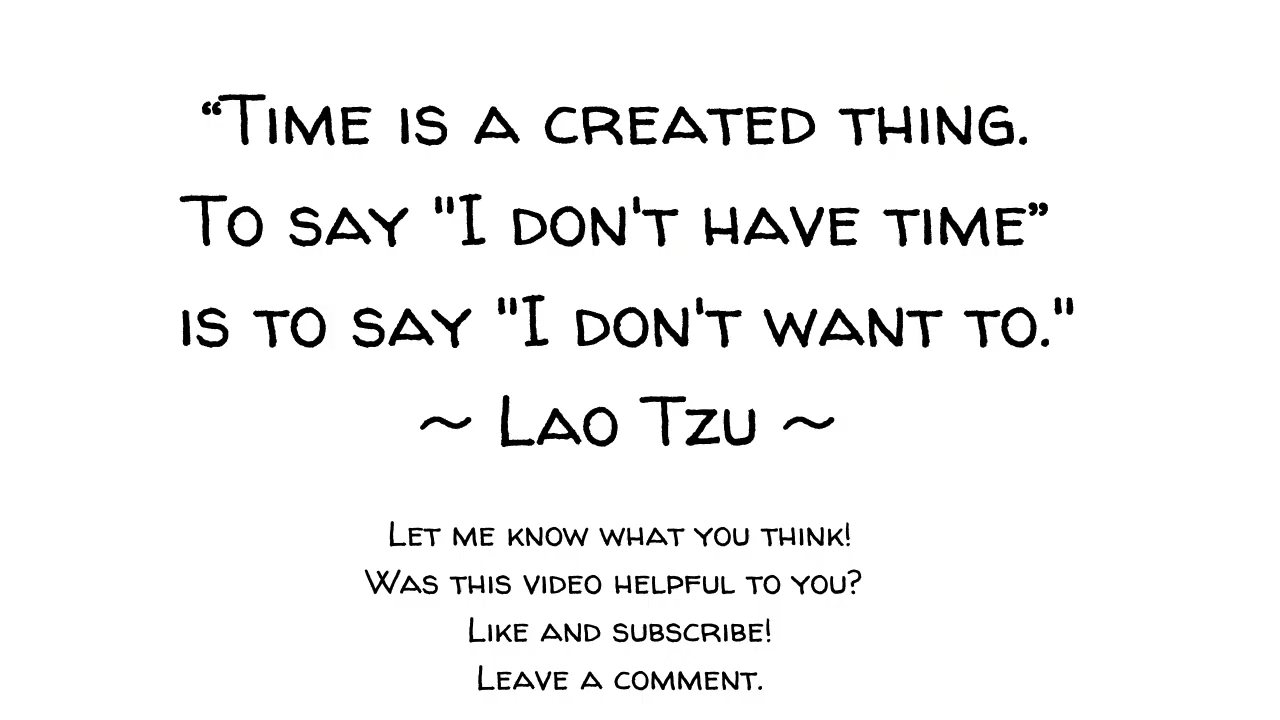 “Time is a created thing.
To say "I don't have time”
is to say "I don't want to."
~ Lao Tzu ~
Let me know what you think!
Was this video helpful to you?
Like and subscribe!
Leave a comment.